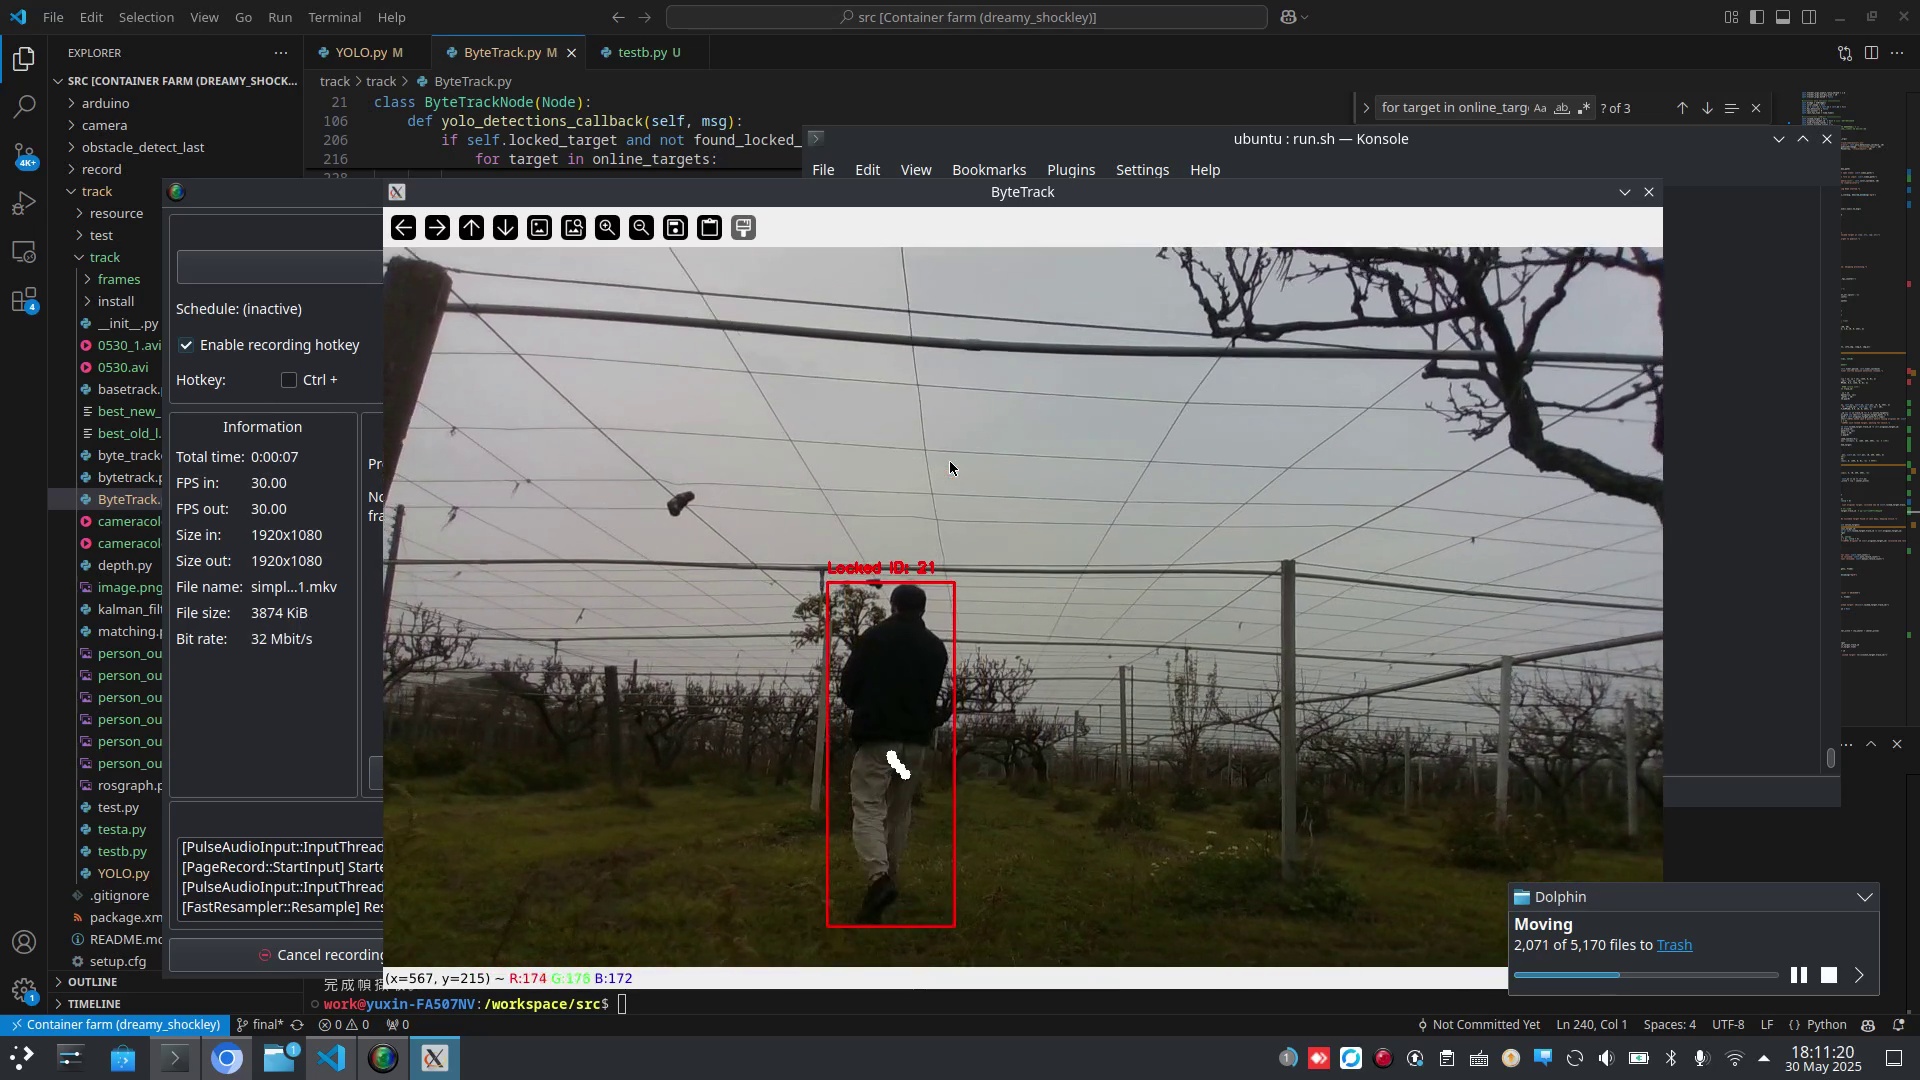 File Edit Selection View Go Run Terminal Help
src [Container farm (dreamy_shockley)]
EXPLORER
YOLO.py M
ByteTrack.py M
testb.py U
SRC [CONTAINER FARM (DREAMY_SHOCK...
track > track > ByteTrack.py
arduino
camera
obstacle_detect_last
record
track
resource
test
track
frames
install
__init__.py
0530_1.avi
0530.avi
basetrack.
best_new_
best_old_l.
byte_track
bytetrack.p
ByteTrack.
cameracol
cameracol
depth.py
image.png
kalman_filt
matching.p
person_ou
person_ou
person_ou
person_ou
person_ou
person_ou
rosgraph.p
test.py
testa.py
testb.py
YOLO.py
.gitignore
package.xm
README.md
setup.cfg
OUTLINE
TIMELINE
4K+
4
1
21 class ByteTrackNode(Node):
106 def yolo_detections_callback(self, msg):
206 if self.locked_target and not found_locked_
216 for target in online_targets:
for target in online_targ
Aa ab .*
? of 3
ubuntu : run.sh — Konsole
File Edit View Bookmarks Plugins Settings Help
ByteTrack
Schedule: (inactive)
Enable recording hotkey
Hotkey: Ctrl +
Information
Total time: 0:00:07
FPS in: 30.00
FPS out: 30.00
Size in: 1920x1080
Size out: 1920x1080
File name: simpl...1.mkv
File size: 3874 KiB
Bit rate: 32 Mbit/s
Pr
No
fra
[PulseAudioInput::InputThread
[PageRecord::StartInput] Starte
[PulseAudioInput::InputThread
[FastResampler::Resample] Res
Cancel recording
Locked ID: 21
(x=567, y=215) ~ R:174 G:176 B:172
work@yuxin-FA507NV:/workspace/src$
Dolphin
Moving
2,071 of 5,170 files to Trash
Container farm (dreamy_shockley) final* 0 0 0
Not Committed Yet Ln 240, Col 1 Spaces: 4 UTF-8 LF {} Python
1
1
18:11:20
30 May 2025